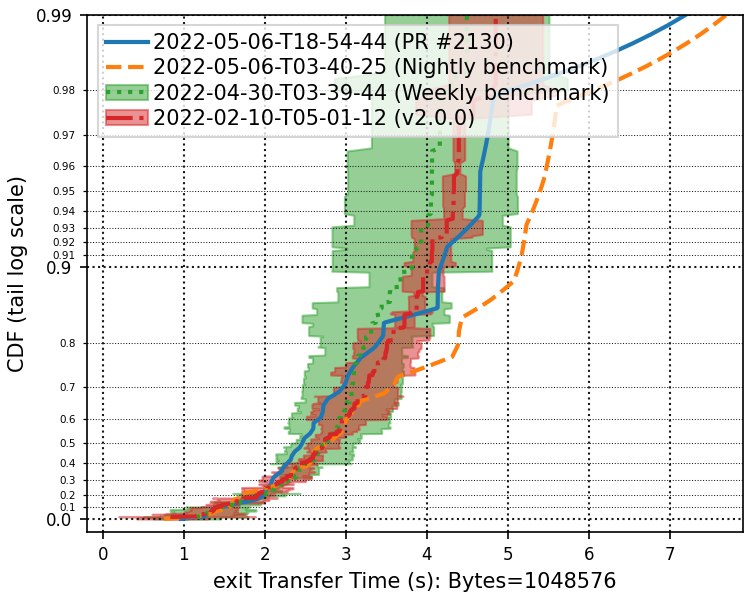 0.99
2022-05-06-T18-54-44 (PR #2130)
2022-05-06-T03-40-25 (Nightly benchmark)
2022-04-30-T03-39-44 (Weekly benchmark)
2022-02-10-T05-01-12 (v2.0.0)
0.98
0.97
0.96
0.95
0.94
0.93
0.92
0.91
0.9
0.8
0.7
0.6
0.5
0.4
0.3
0.2
0.1
0.0
CDF (tail log scale)
0 1 2 3 4 5 6 7
exit Transfer Time (s): Bytes=1048576